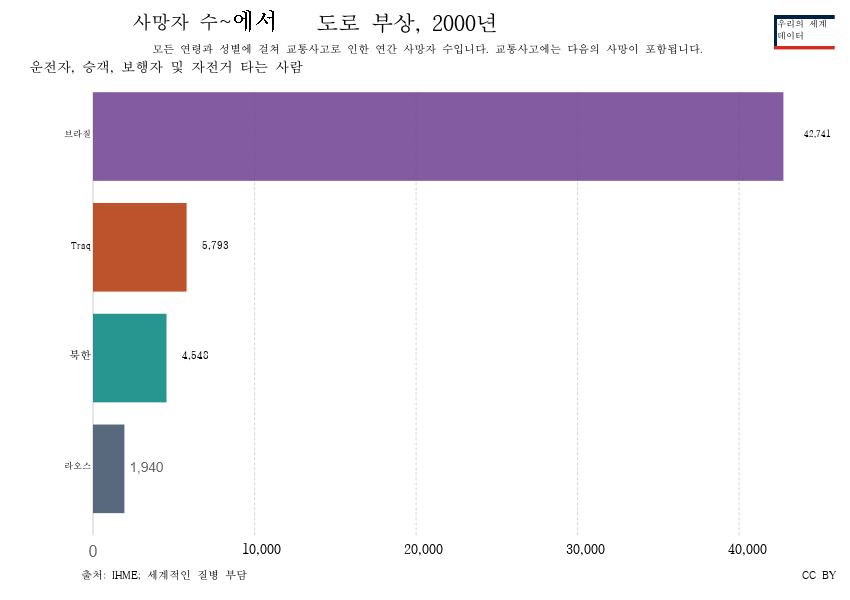 사망자 수~에서 도로 부상, 2000년
우리의 세계
데이터
모든 연령과 성별에 걸쳐 교통사고로 인한 연간 사망자 수입니다. 교통사고에는 다음의 사망이 포함됩니다.
운전자, 승객, 보행자 및 자전거 타는 사람
브라질 42,741
Traq 5,793
북한 4,548
라오스 1,940
0 10,000 20,000 30,000 40,000
출처: IHME; 세계적인 질병 부담
CC BY